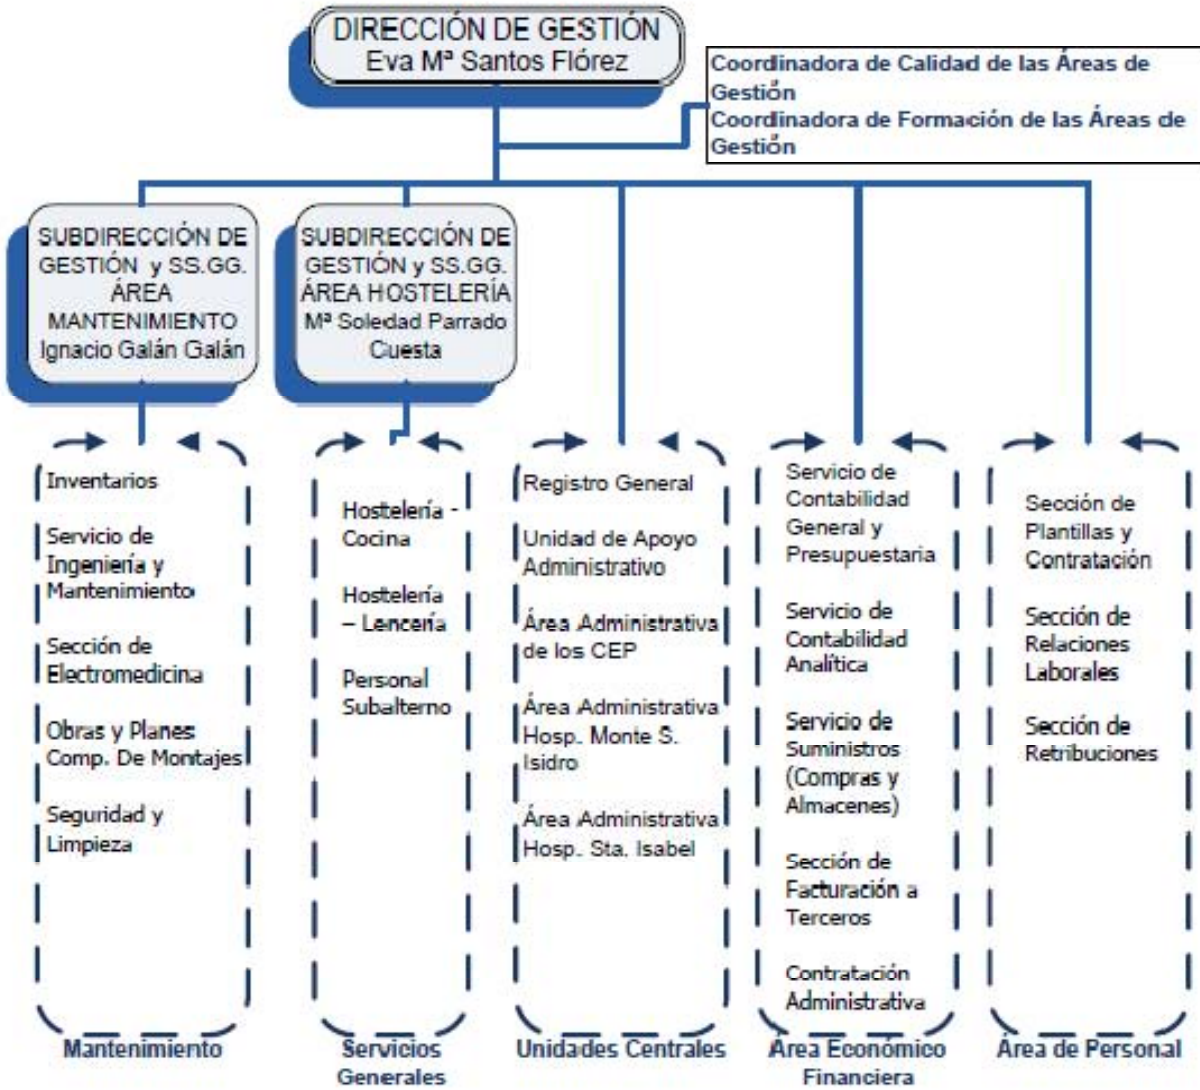 DIRECCIÓN DE GESTIÓN
Eva Mª Santos Flórez
Coordinadora de Calidad de las Áreas de
Gestión
Coordinadora de Formación de las Áreas de
Gestión
SUBDIRECCIÓN DE
GESTIÓN y SS.GG.
ÁREA
MANTENIMIENTO
Ignacio Galán Galán
SUBDIRECCIÓN DE
GESTIÓN y SS.GG.
ÁREA HOSTELERÍA
Mª Soledad Parrado
Cuesta
Inventarios
Servicio de
Ingeniería y
Mantenimiento
Sección de
Electromedicina
Obras y Planes
Comp. De Montajes
Seguridad y
Limpieza
Mantenimiento
Hostelería -
Cocina
Hostelería
– Lencería
Personal
Subalterno
Servicios
Generales
Registro General
Unidad de Apoyo
Administrativo
Área Administrativa
de los CEP
Área Administrativa
Hosp. Monte S.
Isidro
Área Administrativa
Hosp. Sta. Isabel
Unidades Centrales
Servicio de
Contabilidad
General y
Presupuestaria
Servicio de
Contabilidad
Analítica
Servicio de
Suministros
(Compras y
Almacenes)
Sección de
Facturación a
Terceros
Contratación
Administrativa
Área Económico
Financiera
Sección de
Plantillas y
Contratación
Sección de
Relaciones
Laborales
Sección de
Retribuciones
Área de Personal